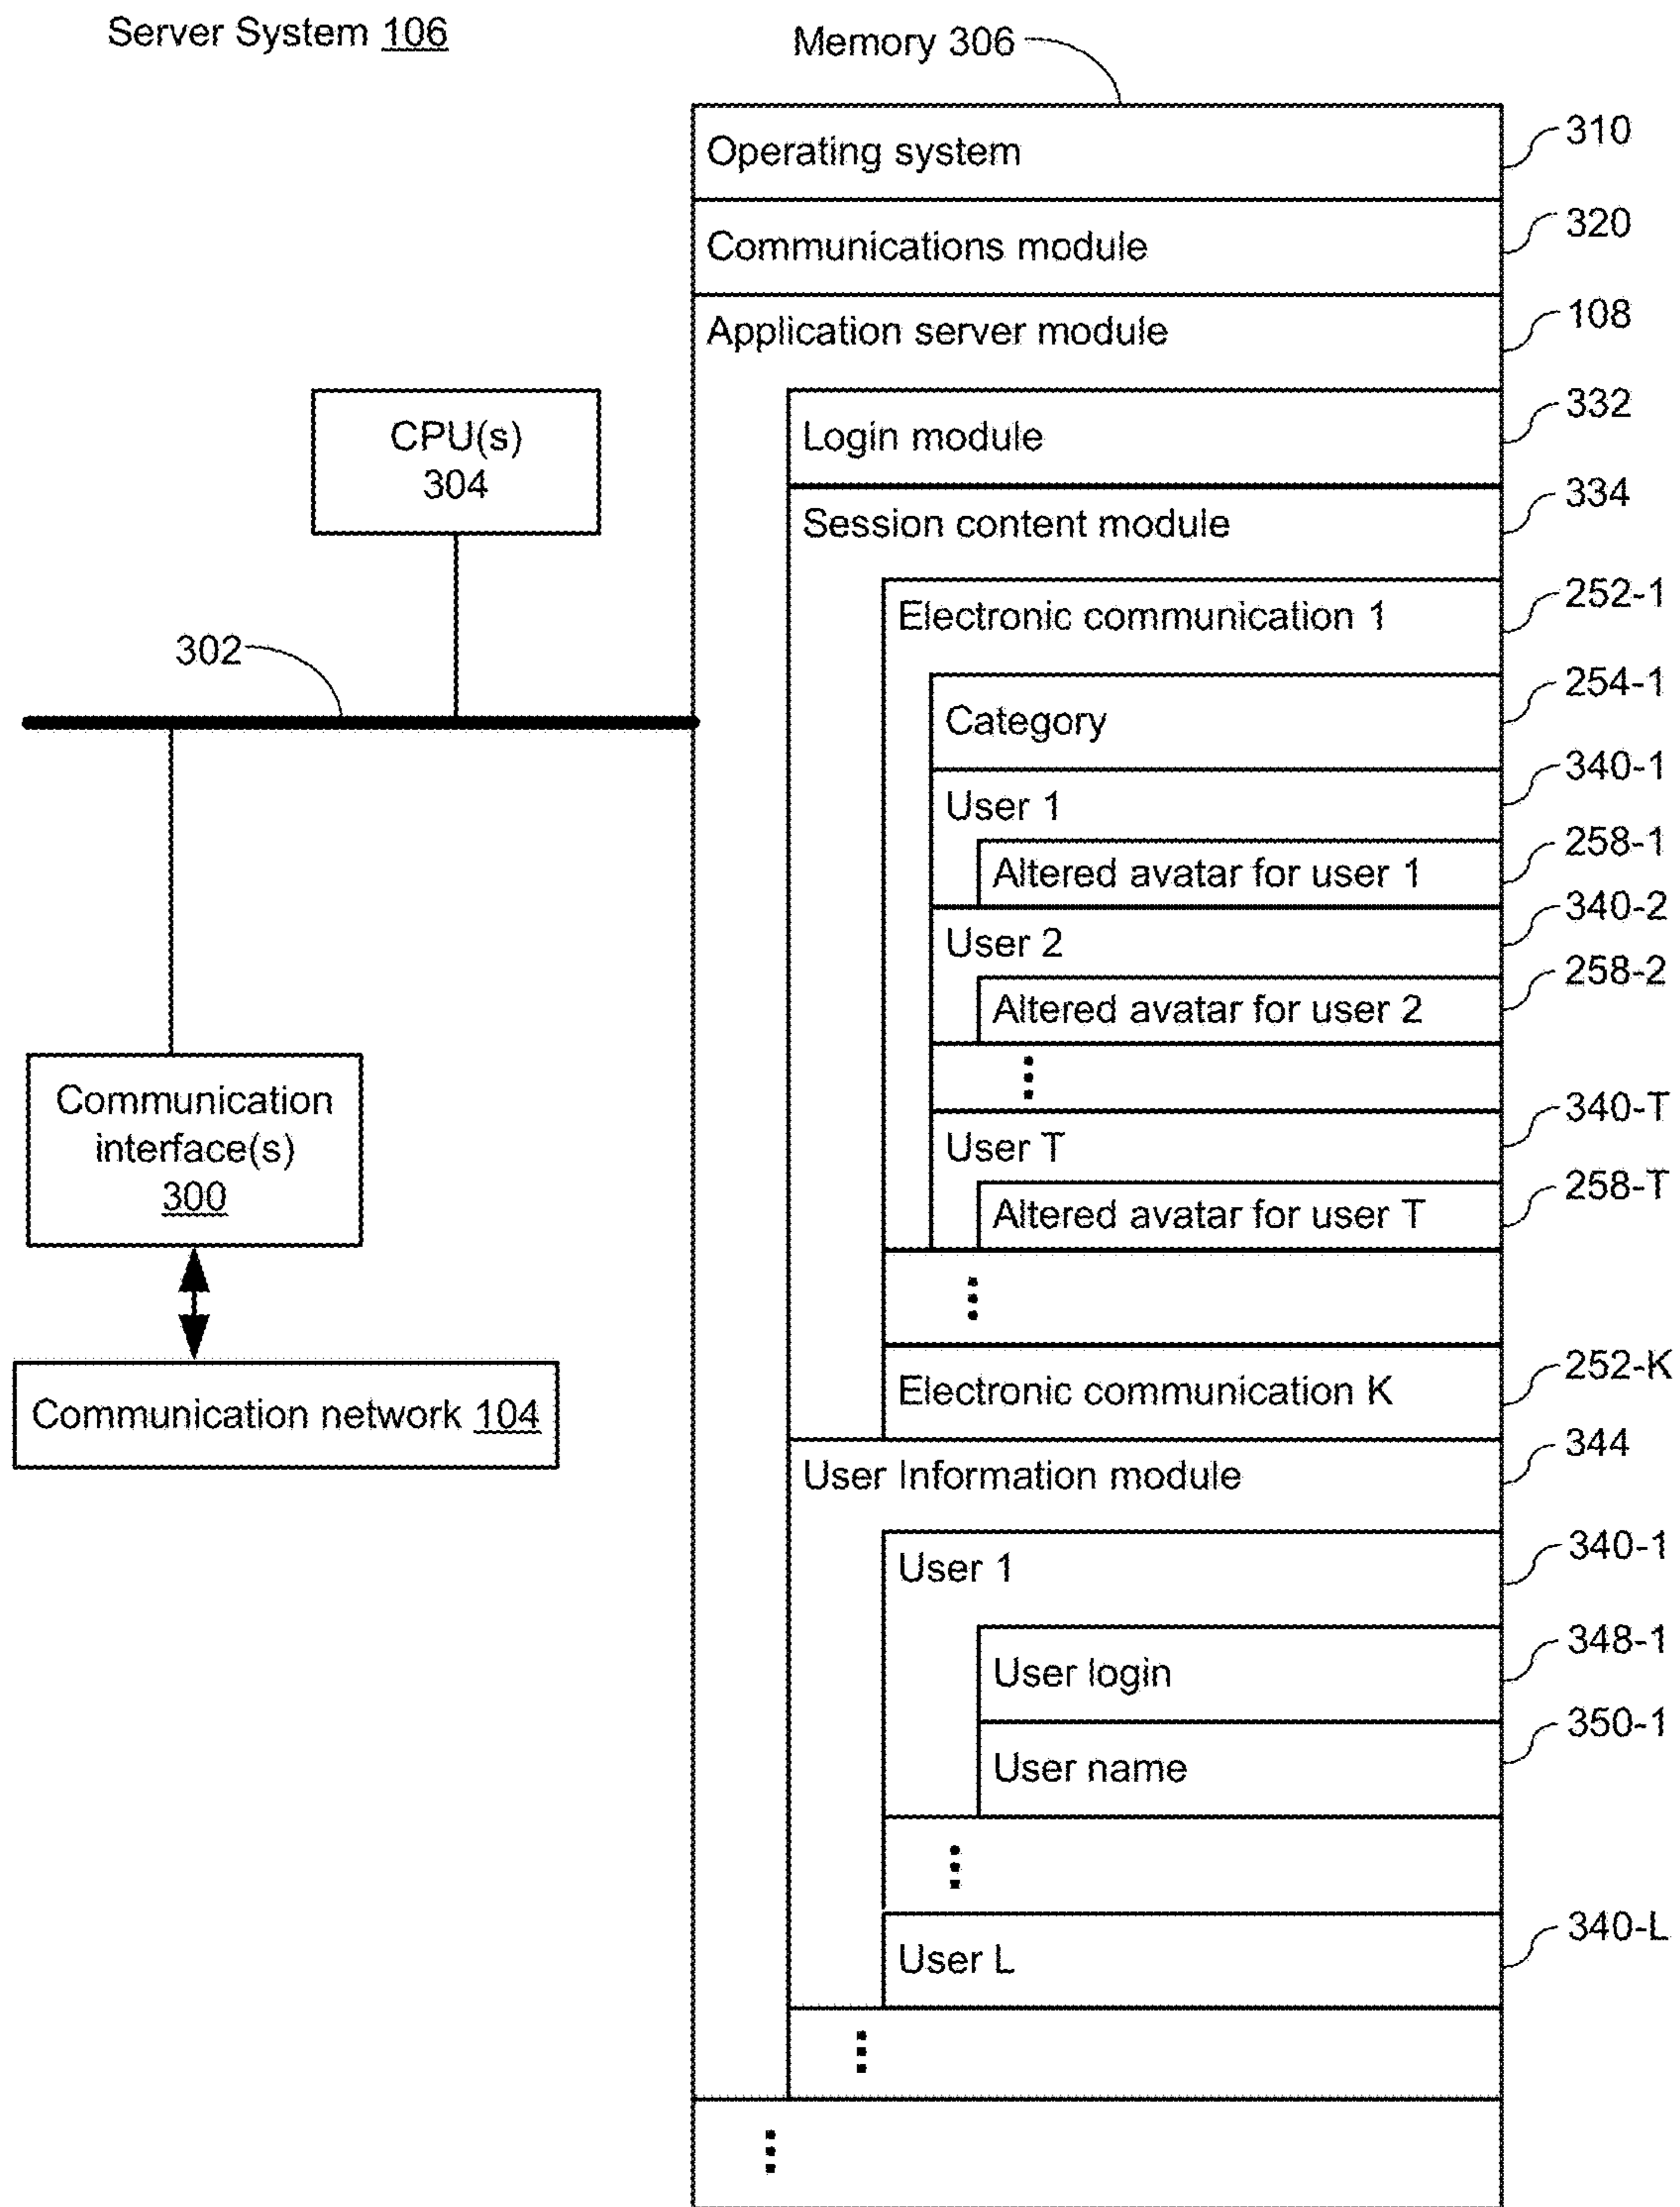 Server System 106
Memory 306
Operating system
310
Communications module
320
Application server module
108
CPU(s)
304
Login module
332
Session content module
334
302
Electronic communication 1
252-1
Category
254-1
User 1
340-1
Altered avatar for user 1
258-1
User 2
340-2
Altered avatar for user 2
258-2
User T
340-T
Altered avatar for user T
258-T
Communication
interface(s)
300
Communication network 104
Electronic communication K
252-K
User Information module
344
User 1
340-1
User login
348-1
User name
350-1
User L
340-L